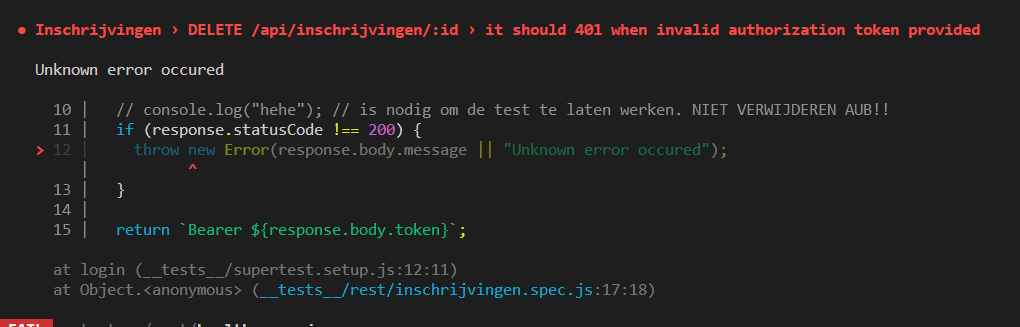 ● Inschrijvingen › DELETE /api/inschrijvingen/:id › it should 401 when invalid authorization token provided
Unknown error occured
10 | // console.log("hehe"); // is nodig om de test te laten werken. NIET VERWIJDEREN AUB!!
11 | if (response.statusCode !== 200) {
> 12 | throw new Error(response.body.message || "Unknown error occured");
| ^
13 | }
14 |
15 | return `Bearer ${response.body.token}`;
at login (__tests__/supertest.setup.js:12:11)
at Object.<anonymous> (__tests__/rest/inschrijvingen.spec.js:17:18)
FAIL